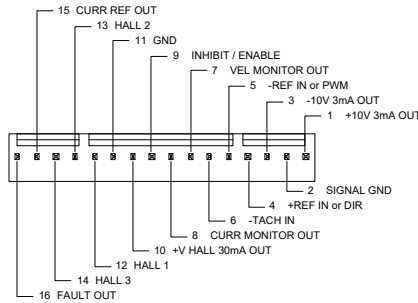 15 CURR REF OUT
13 HALL 2
11 GND
9 INHIBIT / ENABLE
7 VEL MONITOR OUT
5 -REF IN or PWM
3 -10V 3mA OUT
1 +10V 3mA OUT
2 SIGNAL GND
4 +REF IN or DIR
6 -TACH IN
8 CURR MONITOR OUT
10 +V HALL 30mA OUT
12 HALL 1
14 HALL 3
16 FAULT OUT